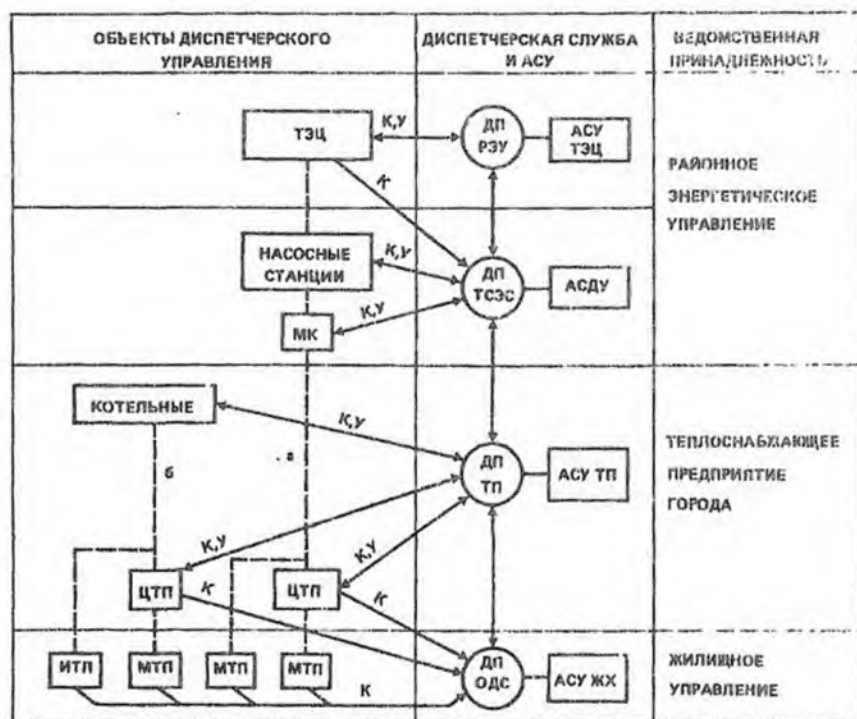 ОБЪЕКТЫ ДИСПЕТЧЕРСКОГО
УПРАВЛЕНИЯ
ДИСПЕТЧЕРСКАЯ СЛУЖБА
И АСУ
ВЕДОМСТВЕННАЯ
ПРИНАДЛЕЖНОСТЬ
ТЭЦ
К,У
ДП
РЭУ
АСУ
ТЭЦ
РАЙОННОЕ
ЭНЕРГЕТИЧЕСКОЕ
УПРАВЛЕНИЕ
К
НАСОСНЫЕ
СТАНЦИИ
К,У
ДП
ТСЭС
АСДУ
МК
К,У
КОТЕЛЬНЫЕ
К,У
б
а
ДП
ТП
АСУ ТП
ТЕПЛОСНАБЖАЮЩЕЕ
ПРЕДПРИЯТИЕ
ГОРОДА
К,У
К,У
ЦТП
К
ЦТП
К
ИТП
МТП
МТП
МТП
К
ДП
ОДС
АСУ ЖХ
ЖИЛИЩНОЕ
УПРАВЛЕНИЕ